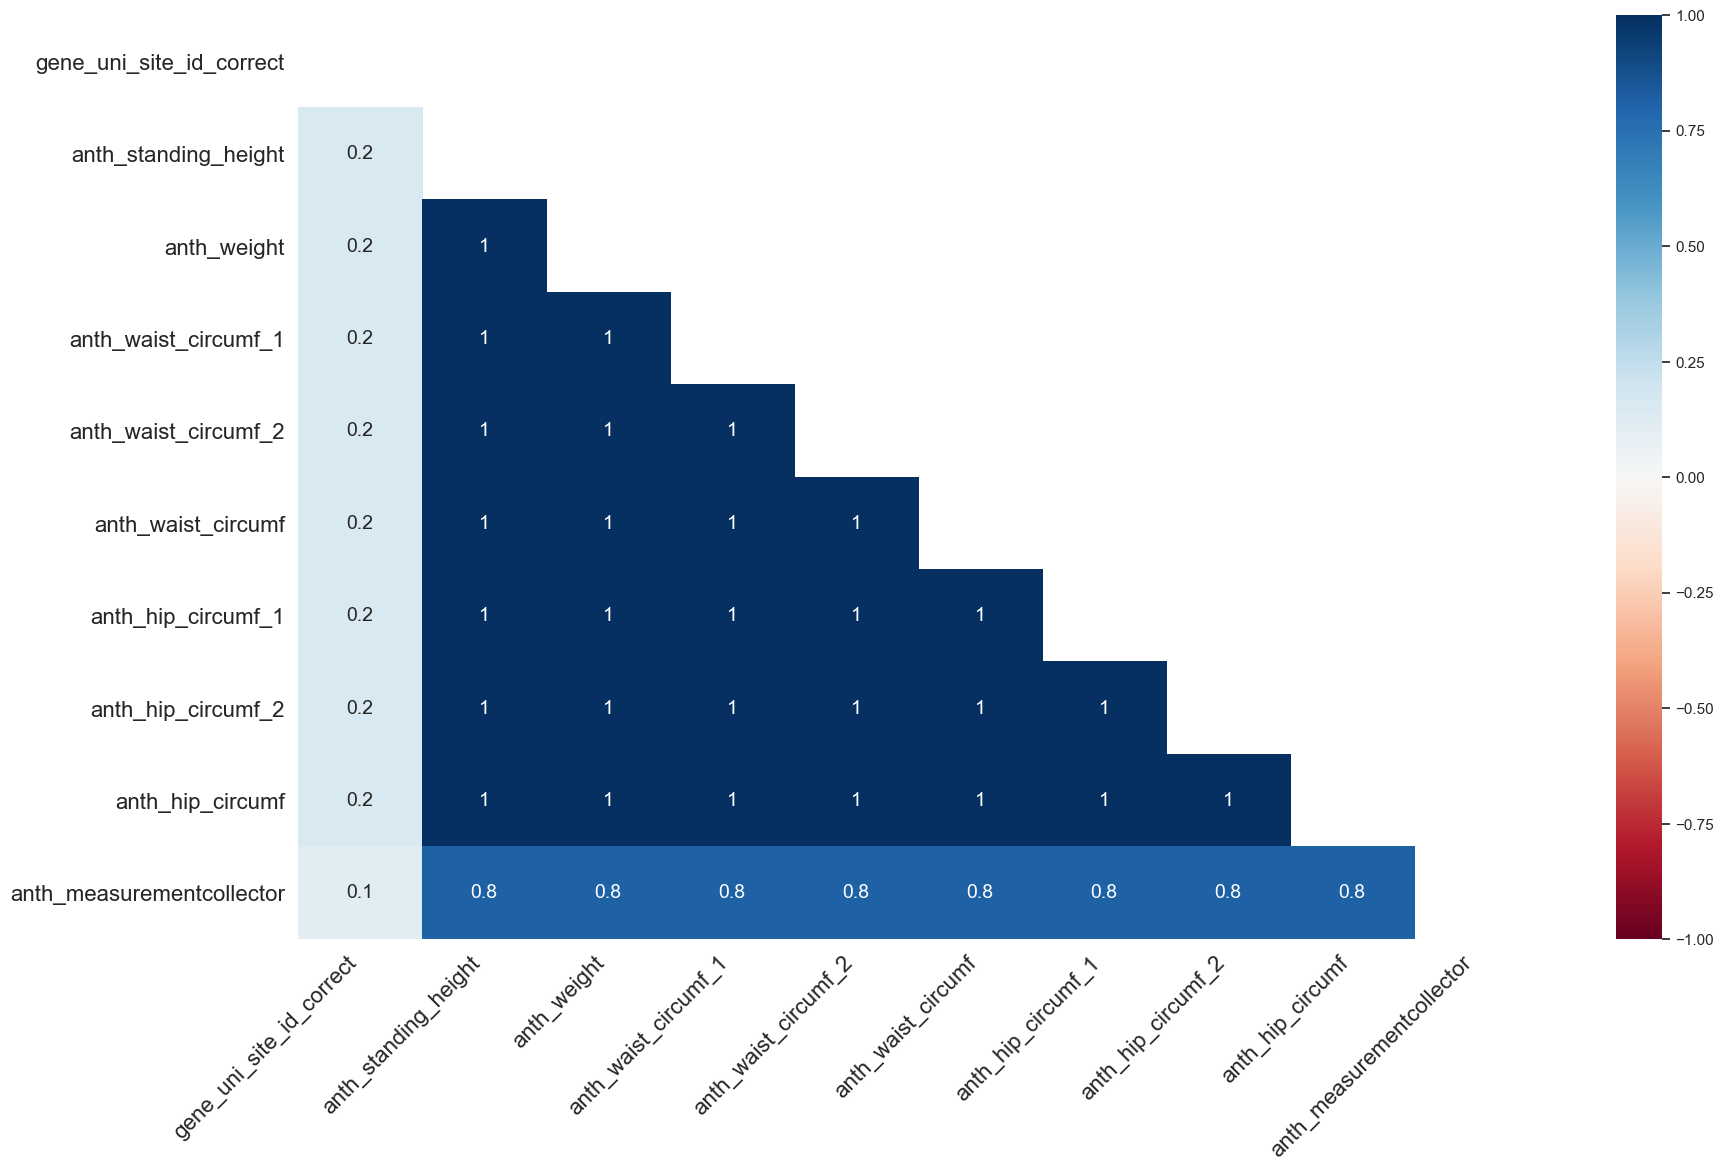 gene_uni_site_id_correct
anth_standing_height 0.2
anth_weight 0.2 1
anth_waist_circumf_1 0.2 1 1
anth_waist_circumf_2 0.2 1 1 1
anth_waist_circumf 0.2 1 1 1 1
anth_hip_circumf_1 0.2 1 1 1 1 1
anth_hip_circumf_2 0.2 1 1 1 1 1 1
anth_hip_circumf 0.2 1 1 1 1 1 1 1
anth_measurementcollector 0.1 0.8 0.8 0.8 0.8 0.8 0.8 0.8 0.8
gene_uni_site_id_correct
anth_standing_height
anth_weight
anth_waist_circumf_1
anth_waist_circumf_2
anth_waist_circumf
anth_hip_circumf_1
anth_hip_circumf_2
anth_hip_circumf
anth_measurementcollector
1.00
0.75
0.50
0.25
0.00
−0.25
−0.50
−0.75
−1.00